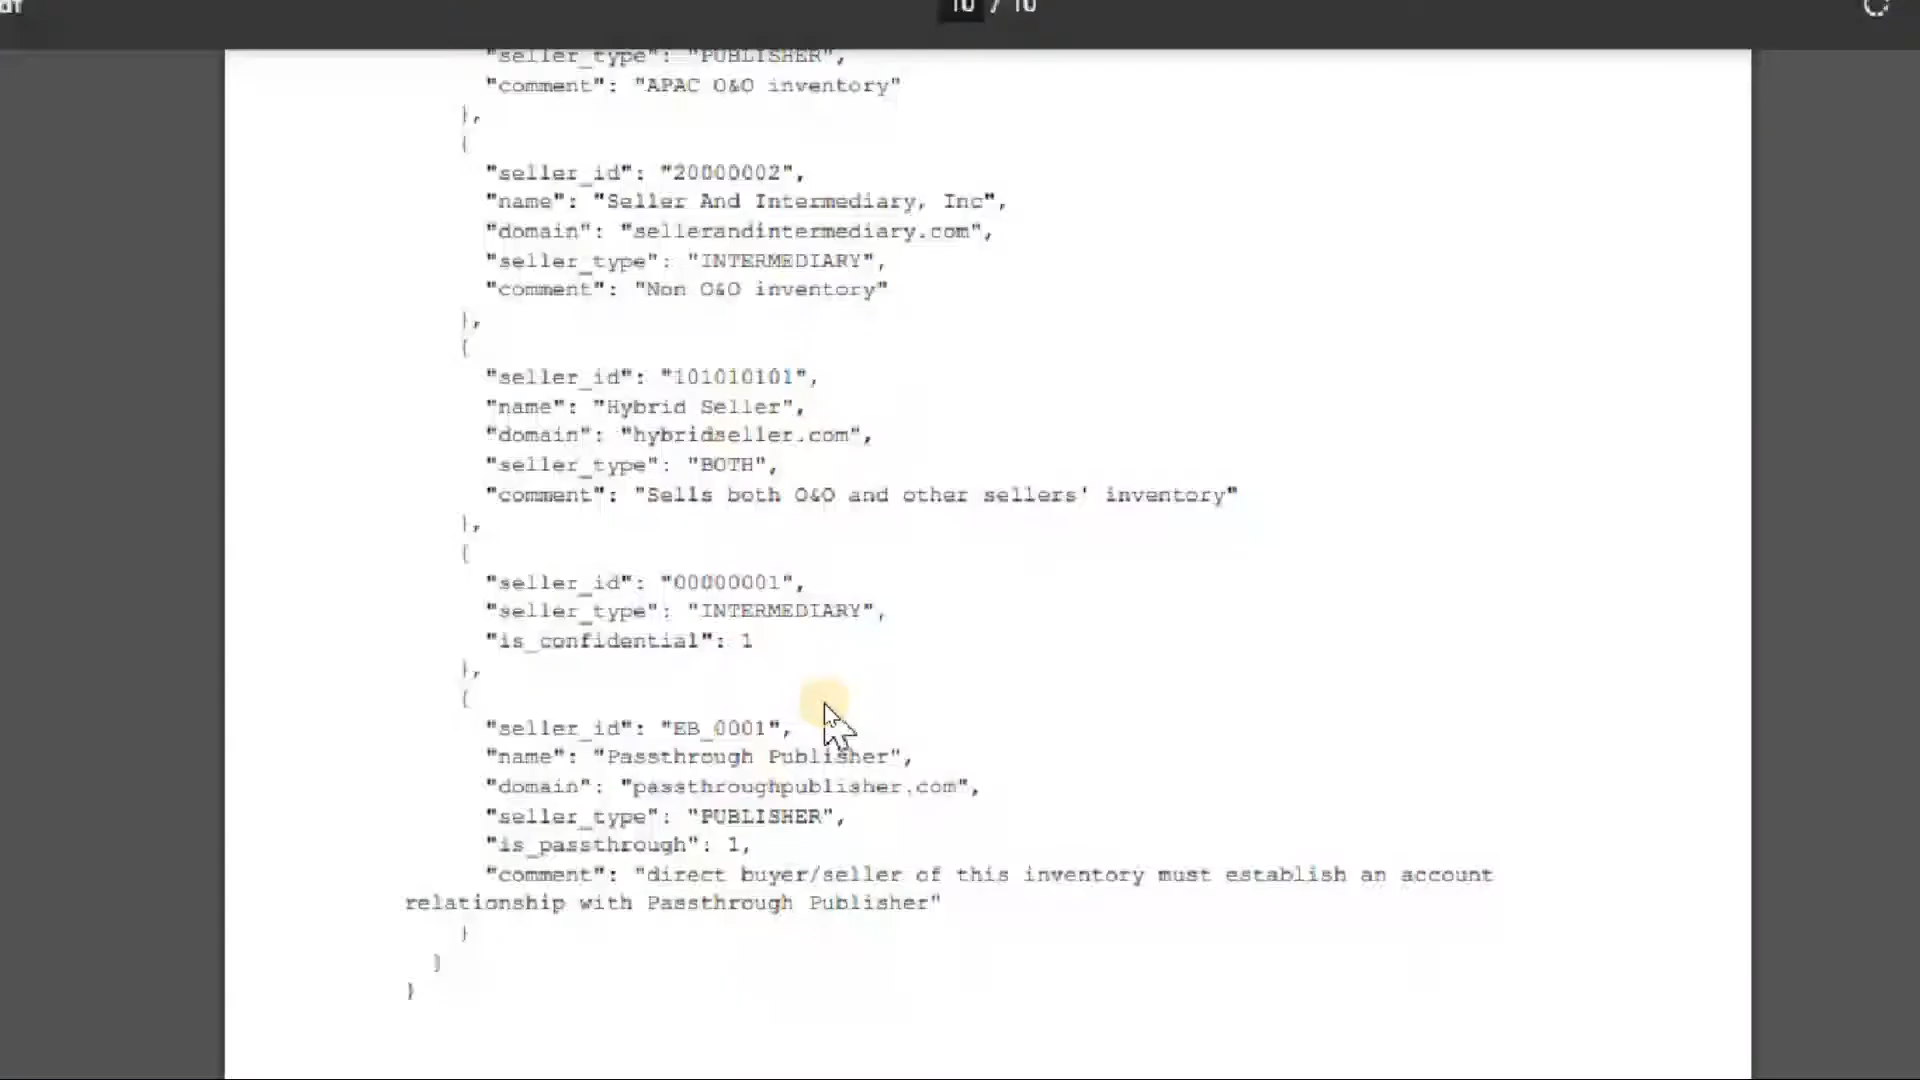 10 / 10
"seller_type": "PUBLISHER",
"comment": "APAC O&O inventory"
},
{
"seller_id": "20000002",
"name": "Seller And Intermediary, Inc",
"domain": "sellerandintermediary.com",
"seller_type": "INTERMEDIARY",
"comment": "Non O&O inventory"
},
{
"seller_id": "101010101",
"name": "Hybrid Seller",
"domain": "hybridseller.com",
"seller_type": "BOTH",
"comment": "Sells both O&O and other sellers' inventory"
},
{
"seller_id": "00000001",
"seller_type": "INTERMEDIARY",
"is_confidential": 1
},
{
"seller_id": "EB_0001",
"name": "Passthrough Publisher",
"domain": "passthroughpublisher.com",
"seller_type": "PUBLISHER",
"is_passthrough": 1,
"comment": "direct buyer/seller of this inventory must establish an account
relationship with Passthrough Publisher"
}
]
}